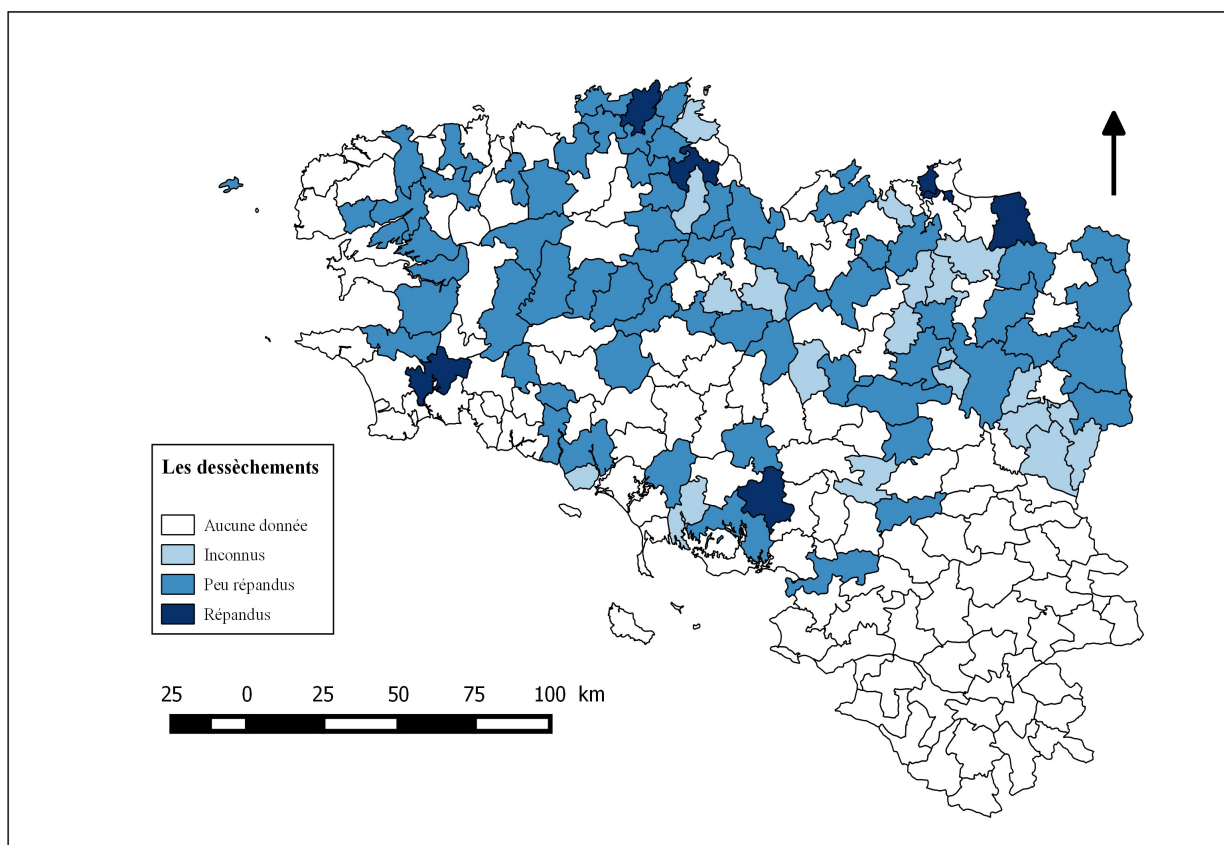 Les dessèchements
Aucune donnée
Inconnus
Peu répandus
Répandus
25 0 25 50 75 100 km